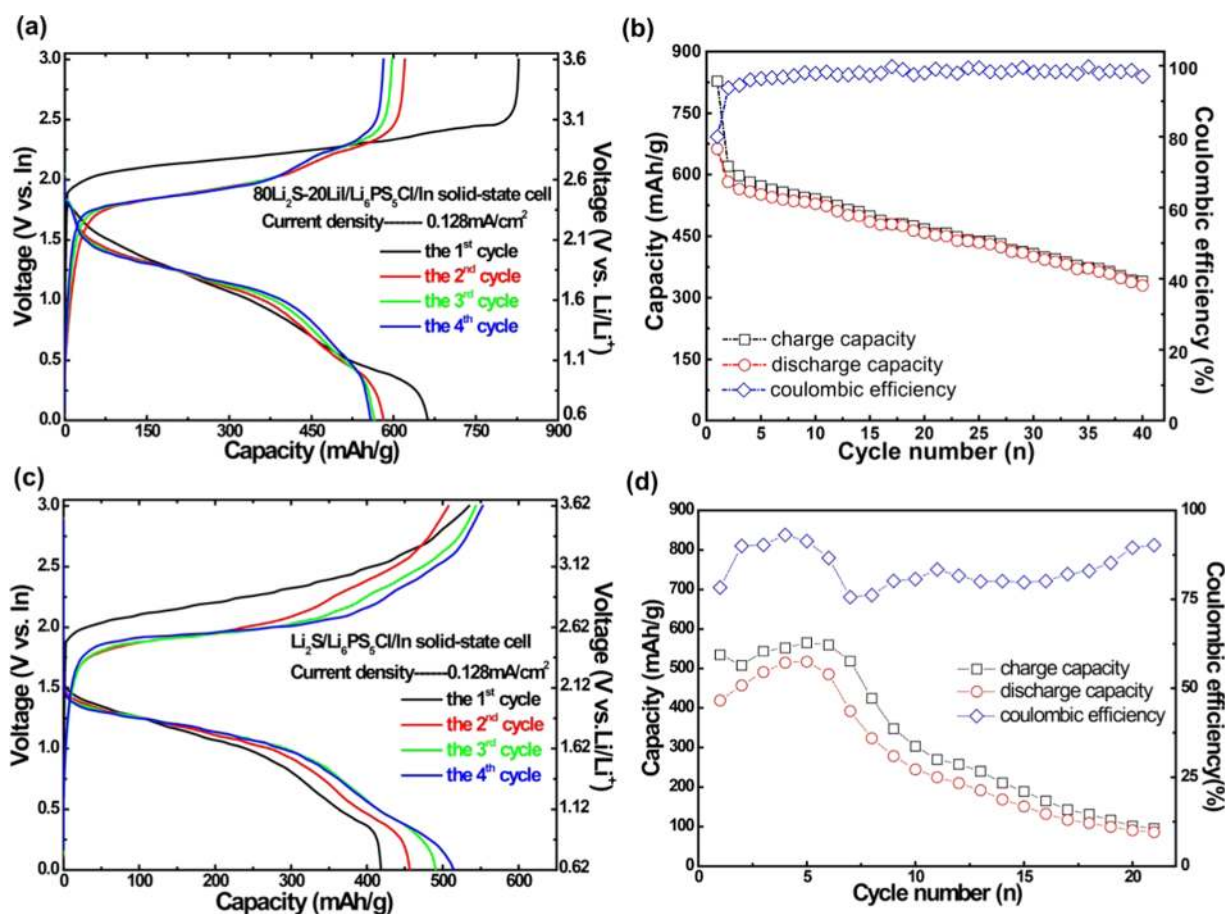 (a)
3.0
2.5
2.0
1.5
1.0
0.5
0.0
Voltage (V vs. In)
3.6
3.1
2.6
2.1
1.6
1.1
0.6
Voltage (V vs. Li/Li⁺)
80Li₂S-20LiI/Li₆PS₅Cl/In solid-state cell
Current density-------- 0.128mA/cm²
the 1ˢᵗ cycle
the 2ⁿᵈ cycle
the 3ʳᵈ cycle
the 4ᵗʰ cycle
0 150 300 450 600 750 900
Capacity (mAh/g)
(b)
900
750
600
450
300
150
0
Capacity (mAh/g)
100
80
60
40
20
0
Coulombic efficiency (%)
charge capacity
discharge capacity
coulombic efficiency
0 5 10 15 20 25 30 35 40
Cycle number (n)
(c)
3.0
2.5
2.0
1.5
1.0
0.5
0.0
Voltage (V vs. In)
3.62
3.12
2.62
2.12
1.62
1.12
0.62
Voltage (V vs.Li/Li⁺)
Li₂S/Li₆PS₅Cl/In solid-state cell
Current density-------0.128mA/cm²
the 1ˢᵗ cycle
the 2ⁿᵈ cycle
the 3ʳᵈ cycle
the 4ᵗʰ cycle
0 100 200 300 400 500 600
Capacity (mAh/g)
(d)
900
800
700
600
500
400
300
200
100
0
Capacity (mAh/g)
100
75
50
25
0
Coulombic efficiency(%)
charge capacity
discharge capacity
coulombic efficiency
0 5 10 15 20
Cycle number (n)